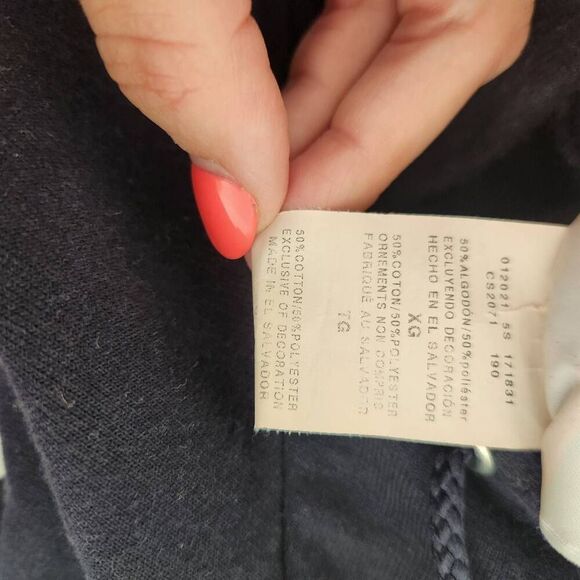 012021 5S 171831
CS2071 190
50% ALGODÓN/50% poliéster
EXCLUYENDO DECORACIÓN
HECHO EN EL SALVADOR
XG
50% COTON/50% POLYESTER
ORNEMENTS NON COMPRIS
FABRIQUÉ AU SALVADOR
TG
50% COTTON/50% POLYESTER
EXCLUSIVE OF DECORATION
MADE IN EL SALVADOR